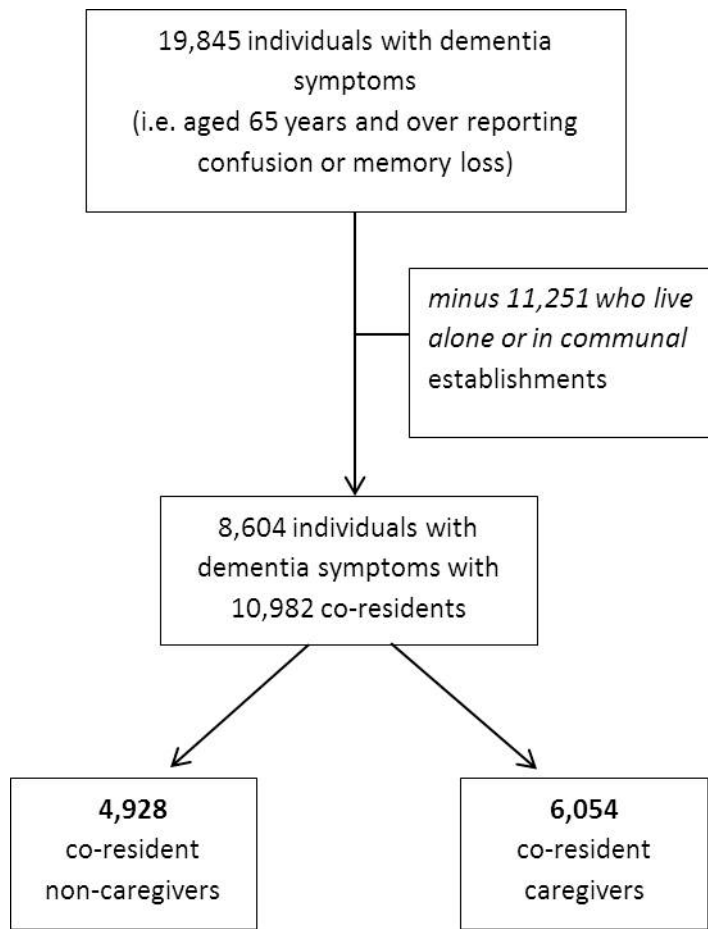 19,845 individuals with dementia
symptoms
(i.e. aged 65 years and over reporting
confusion or memory loss)
minus 11,251 who live
alone or in communal
establishments
8,604 individuals with
dementia symptoms with
10,982 co-residents
4,928
co-resident
non-caregivers
6,054
co-resident
caregivers